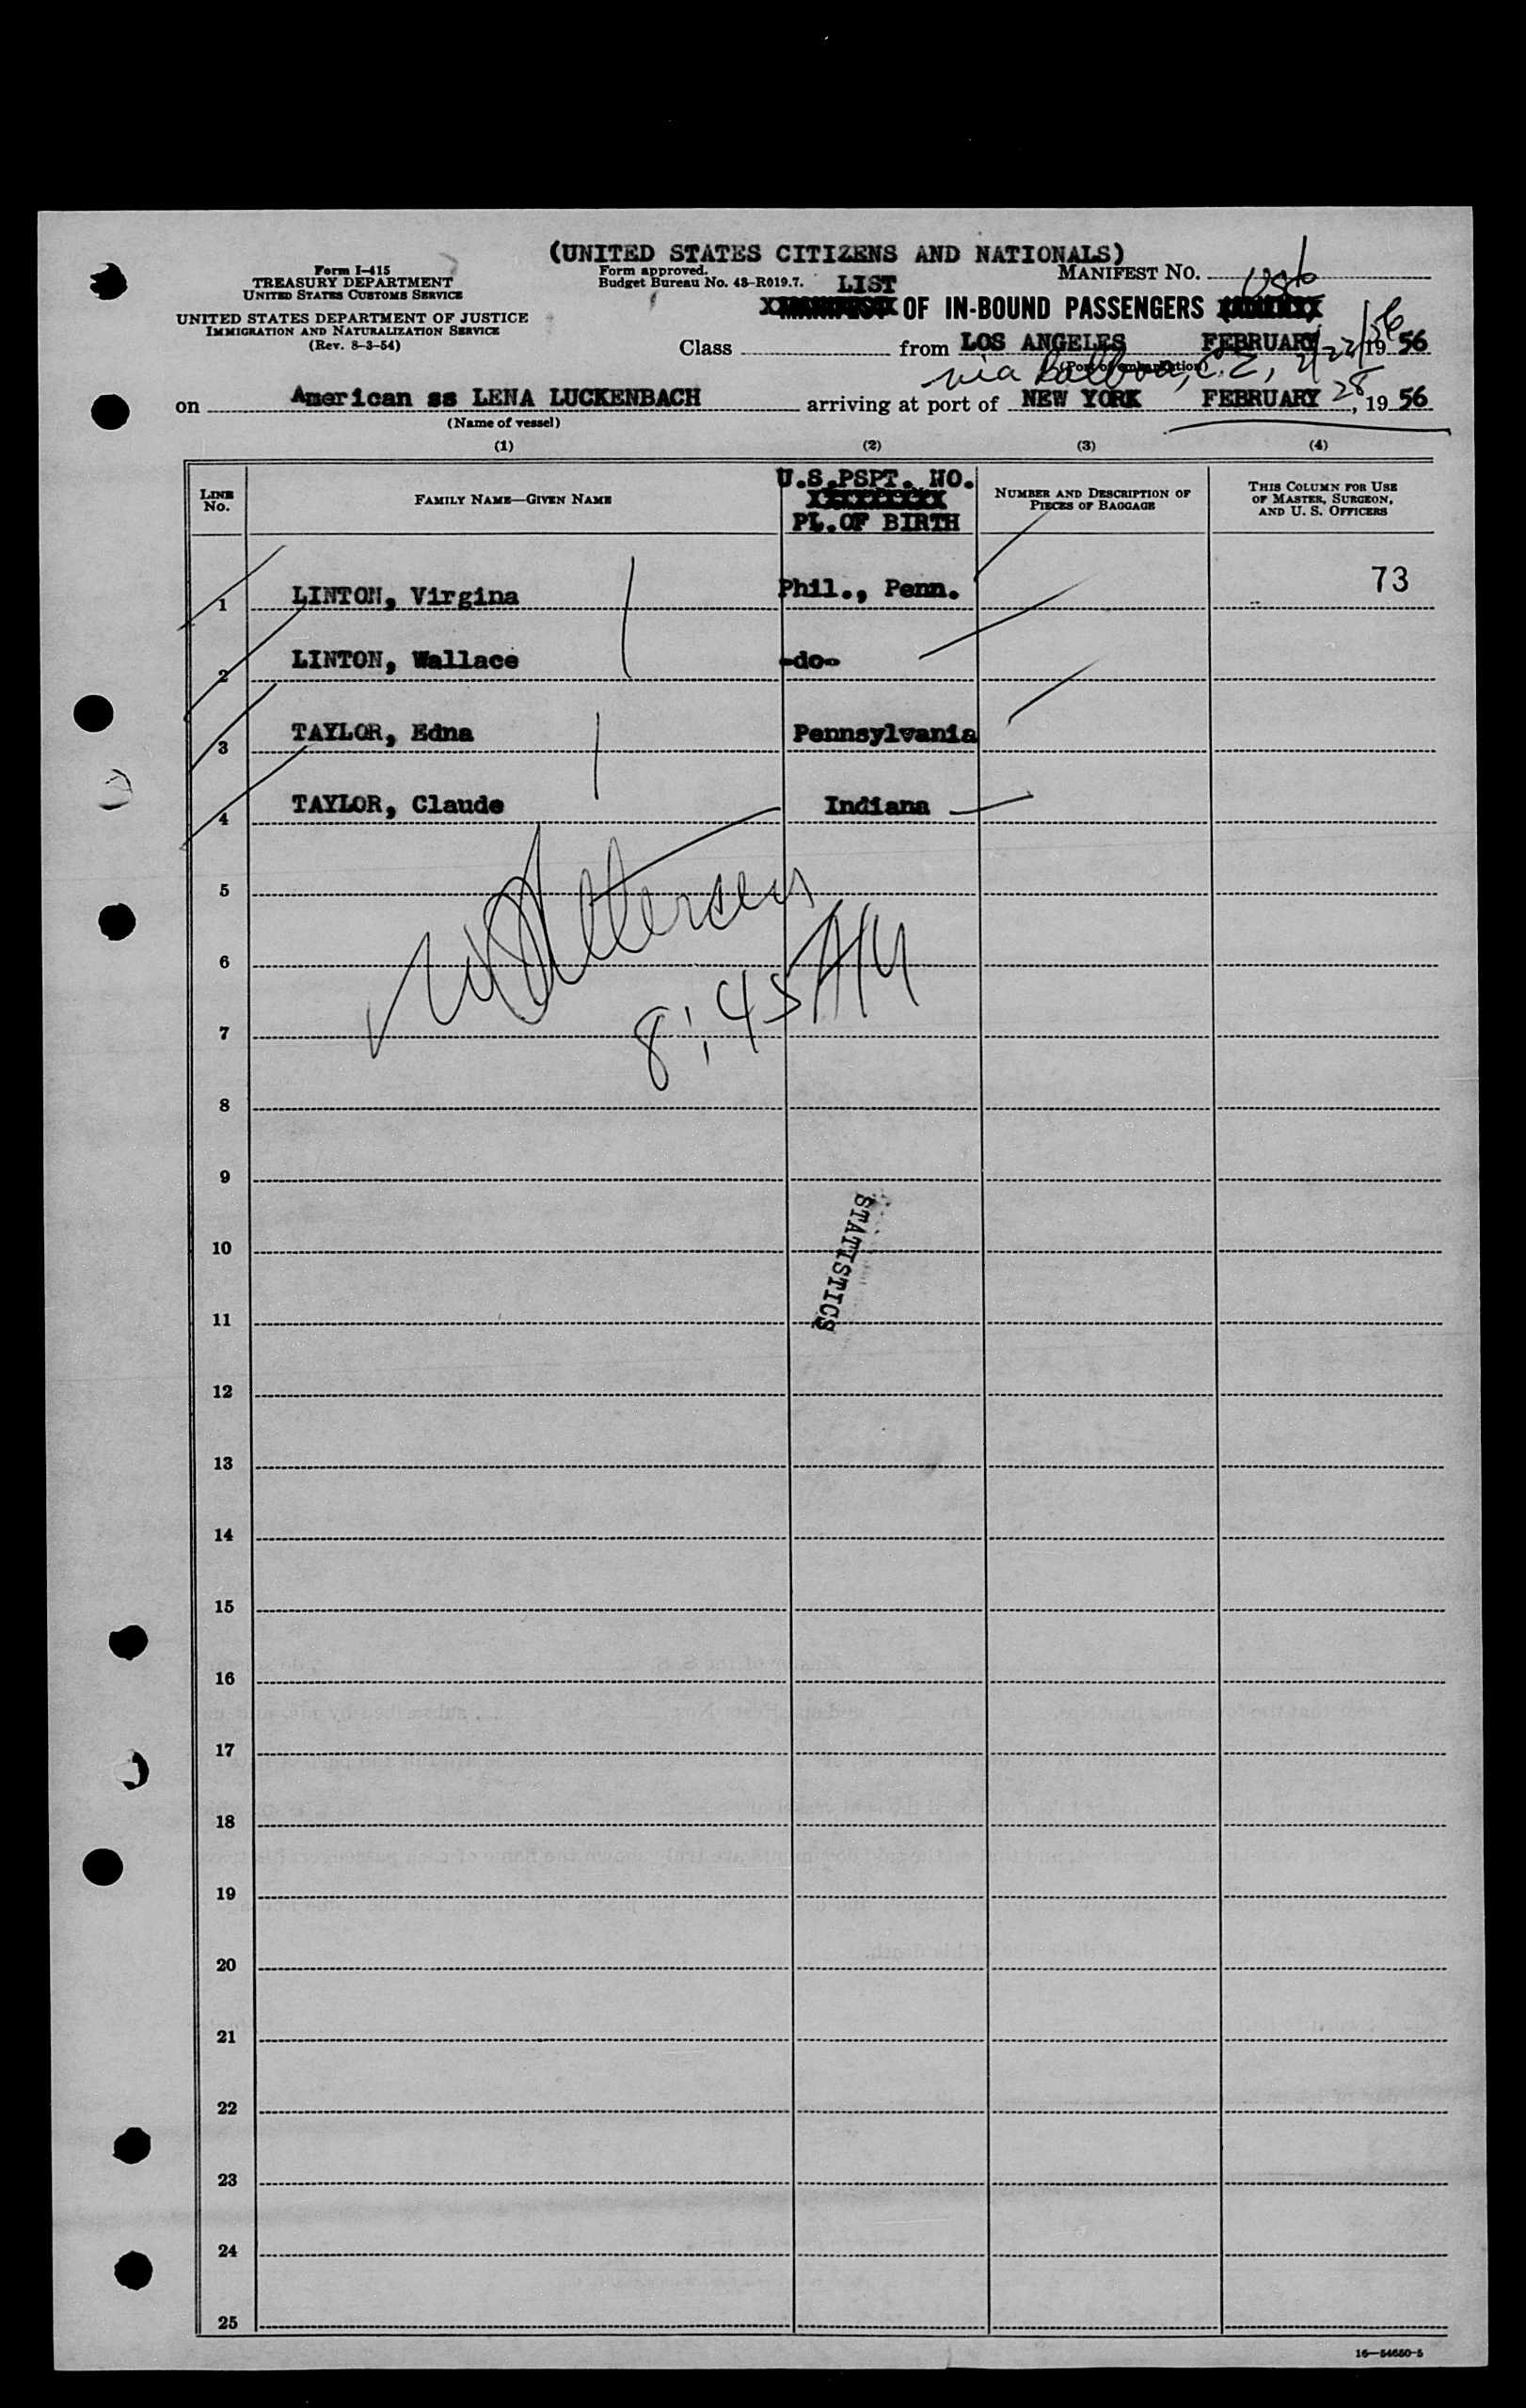 (UNITED STATES CITIZENS AND NATIONALS)
Form I-415
TREASURY DEPARTMENT
UNITED STATES CUSTOMS SERVICE
UNITED STATES DEPARTMENT OF JUSTICE
IMMIGRATION AND NATURALIZATION SERVICE
(Rev. 8-3-54)
Form approved.
Budget Bureau No. 43-R019.7.
MANIFEST NO.
LIST
OF IN-BOUND PASSENGERS
Class from LOS ANGELES FEBRUARY 19 56
(Port of embarkation)
via Balboa, C.Z., 2/22/56
on American ss LENA LUCKENBACH arriving at port of NEW YORK FEBRUARY 28, 19 56
(Name of vessel)
(1) (2) (3) (4)
LINE No.
FAMILY NAME—GIVEN NAME
U.S.PSPT. NO.
PL.OF BIRTH
NUMBER AND DESCRIPTION OF PIECES OF BAGGAGE
THIS COLUMN FOR USE OF MASTER, SURGEON, AND U. S. OFFICERS
1 LINTON, Virgina Phil., Penn. 73
2 LINTON, Wallace -do-
3 TAYLOR, Edna Pennsylvania
4 TAYLOR, Claude Indiana
5
6
8:45 AM
7
8
9
STATISTICS
10
11
12
13
14
15
16
17
18
19
20
21
22
23
24
25
16—54650-5